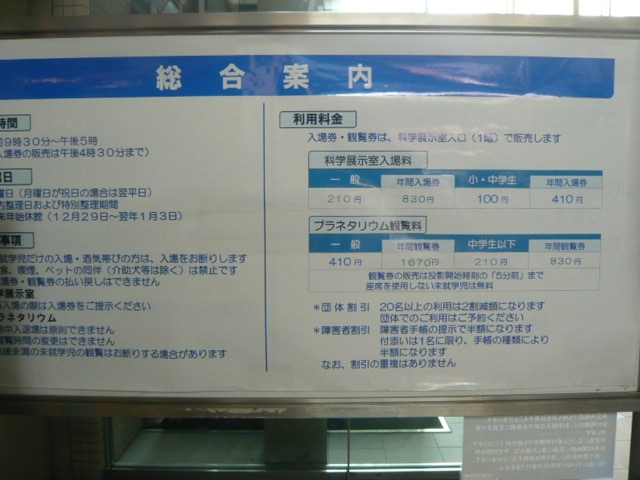 総合案内
時間
前9時30分～午後5時
入場券の販売は午後4時30分まで）
館日
曜日（月曜日が祝日の場合は翌平日）
内整理日および特別整理期間
年末年始休館（12月29日～翌年1月3日）
事項
就学児だけの入場・酒気帯びの方は、入場をお断りします
食、喫煙、ペットの同伴（介助犬等は除く）は禁止です
場券・観覧券の払い戻しはできません
学展示室
入場の際は入場券をご提示ください
ラネタリウム
映中入退場は原則できません
観覧時間の変更はできません
歳未満の未就学児の観覧はお断りする場合があります
利用料金
入場券・観覧券は、科学展示室入口（1階）で販売します
科学展示室入場料
一般 年間入場券 小・中学生 年間入場券
210円 830円 100円 410円
プラネタリウム観覧料
一般 年間観覧券 中学生以下 年間観覧券
410円 1670円 210円 830円
観覧券の販売は投影開始時刻の「5分前」まで
座席を使用しない未就学児は無料
＊団体割引 20名以上の利用は2割減額になります
団体でのご利用はご予約ください
＊障害者割引 障害者手帳の提示で半額になります
付添いは1名に限り、手帳の種類により
半額になります
なお、割引の重複はありません